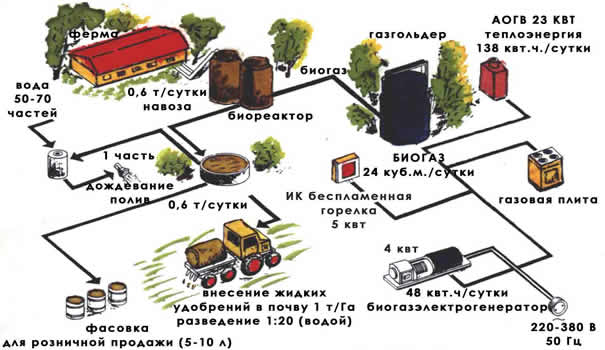 ферма
газгольдер
АОГВ 23 КВТ
теплоэнергия
138 квт.ч./сутки
вода
50-70
частей
0,6 т/сутки
навоза
биогаз
биореактор
1 часть
дождевание
полив
0,6 т/сутки
БИОГАЗ
24 куб.м./сутки
ИК беспламенная
горелка
5 квт
газовая плита
4 квт
48 квт.ч/сутки
биогазэлектрогенератор
220-380 В
50 Гц
внесение жидких
удобрений в почву 1 т/Га
разведение 1:20 (водой)
фасовка
для розничной продажи (5-10 л)